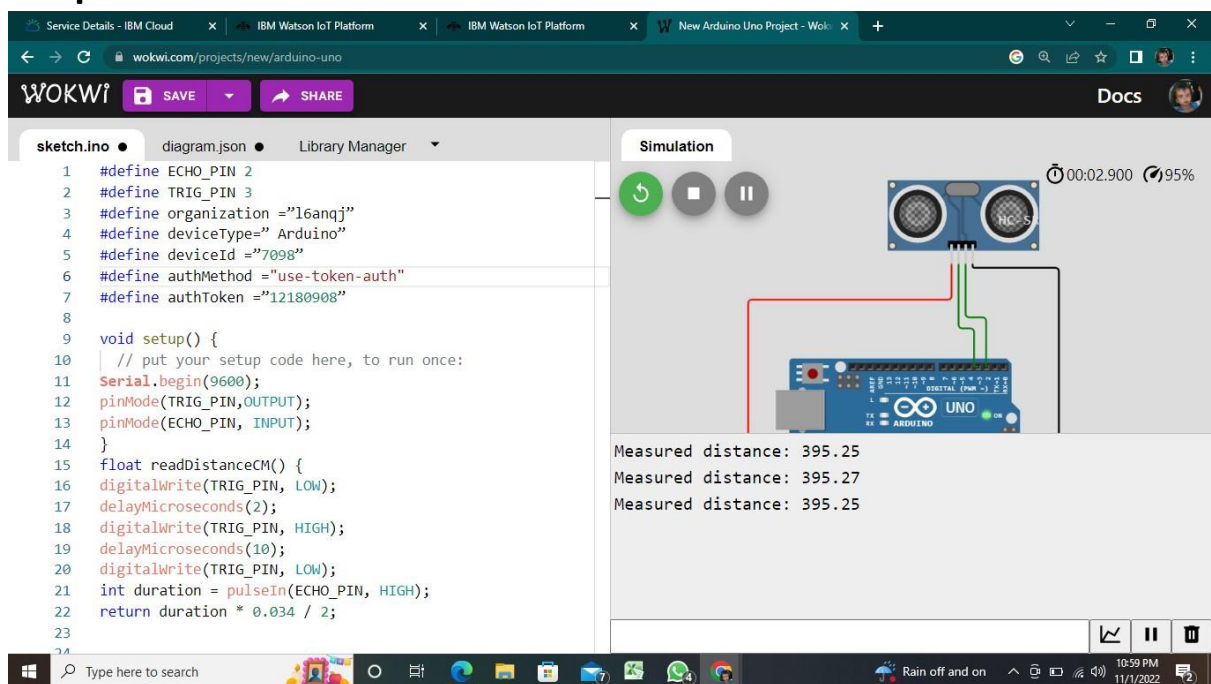 Service Details - IBM Cloud
IBM Watson IoT Platform
IBM Watson IoT Platform
New Arduino Uno Project - Wok
wokwi.com/projects/new/arduino-uno
WOKWI
SAVE
SHARE
Docs
sketch.ino ●
diagram.json ●
Library Manager
1 #define ECHO_PIN 2
2 #define TRIG_PIN 3
3 #define organization =”l6anqj”
4 #define deviceType=” Arduino”
5 #define deviceId =”7098”
6 #define authMethod ="use-token-auth"
7 #define authToken =”12180908”
8
9 void setup() {
10 // put your setup code here, to run once:
11 Serial.begin(9600);
12 pinMode(TRIG_PIN,OUTPUT);
13 pinMode(ECHO_PIN, INPUT);
14 }
15 float readDistanceCM() {
16 digitalWrite(TRIG_PIN, LOW);
17 delayMicroseconds(2);
18 digitalWrite(TRIG_PIN, HIGH);
19 delayMicroseconds(10);
20 digitalWrite(TRIG_PIN, LOW);
21 int duration = pulseIn(ECHO_PIN, HIGH);
22 return duration * 0.034 / 2;
23
24
Simulation
00:02.900 95%
HC-S
DIGITAL (PWM ~)
UNO
ON
ARDUINO
Measured distance: 395.25
Measured distance: 395.27
Measured distance: 395.25
Type here to search
Rain off and on
10:59 PM
11/1/2022